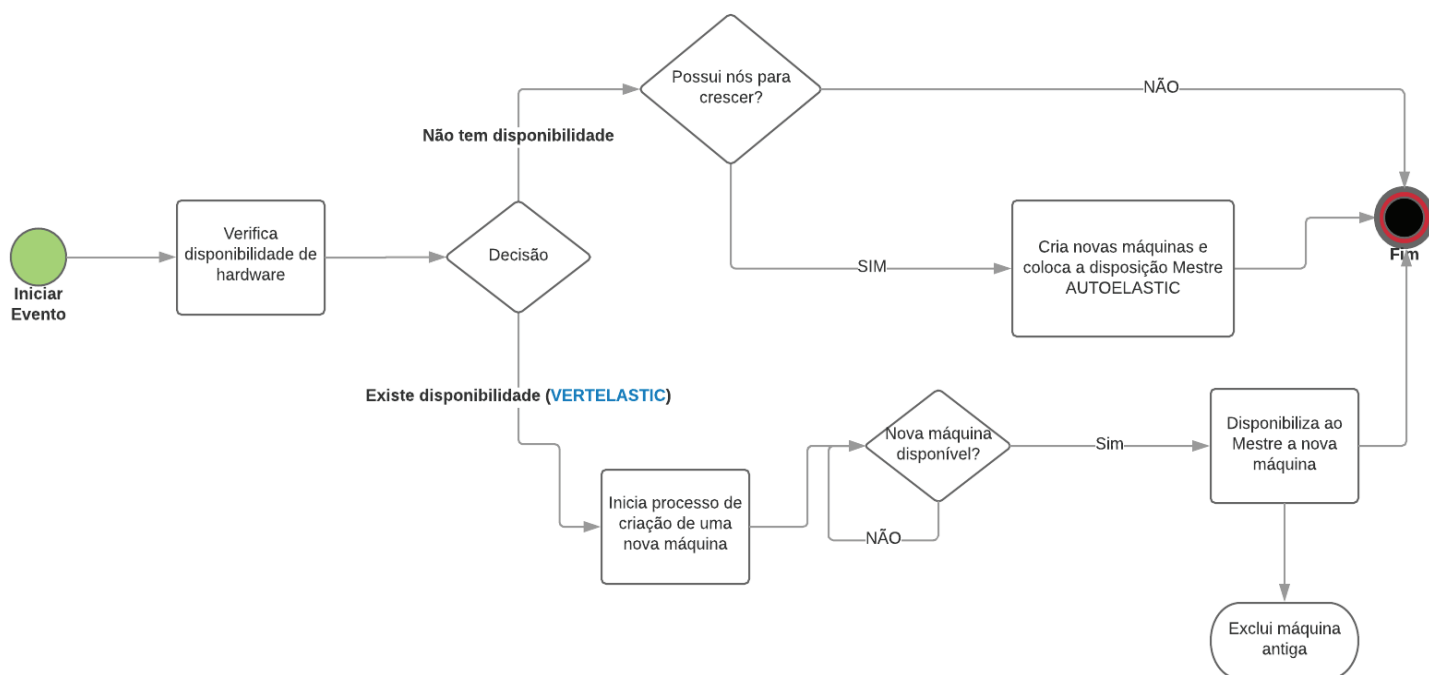 Possui nós para
crescer?
NÃO
Não tem disponibilidade
Verifica
disponibilidade de
hardware
Decisão
Cria novas máquinas e
coloca a disposição Mestre
AUTOELASTIC
SIM
Fim
Iniciar
Evento
Existe disponibilidade (VERTELASTIC)
Nova máquina
disponível?
Sim
Disponibiliza ao
Mestre a nova
máquina
Inicia processo de
criação de uma
nova máquina
NÃO
Exclui máquina
antiga